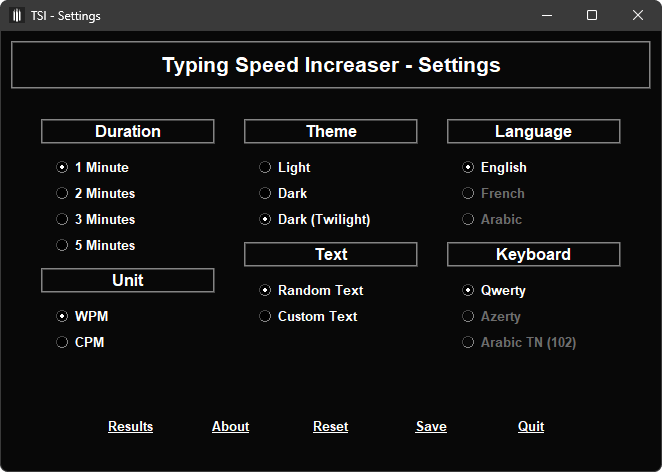 TSI - Settings
Typing Speed Increaser - Settings
Duration
1 Minute
2 Minutes
3 Minutes
5 Minutes
Unit
WPM
CPM
Theme
Light
Dark
Dark (Twilight)
Text
Random Text
Custom Text
Language
English
French
Arabic
Keyboard
Qwerty
Azerty
Arabic TN (102)
Results About Reset Save Quit